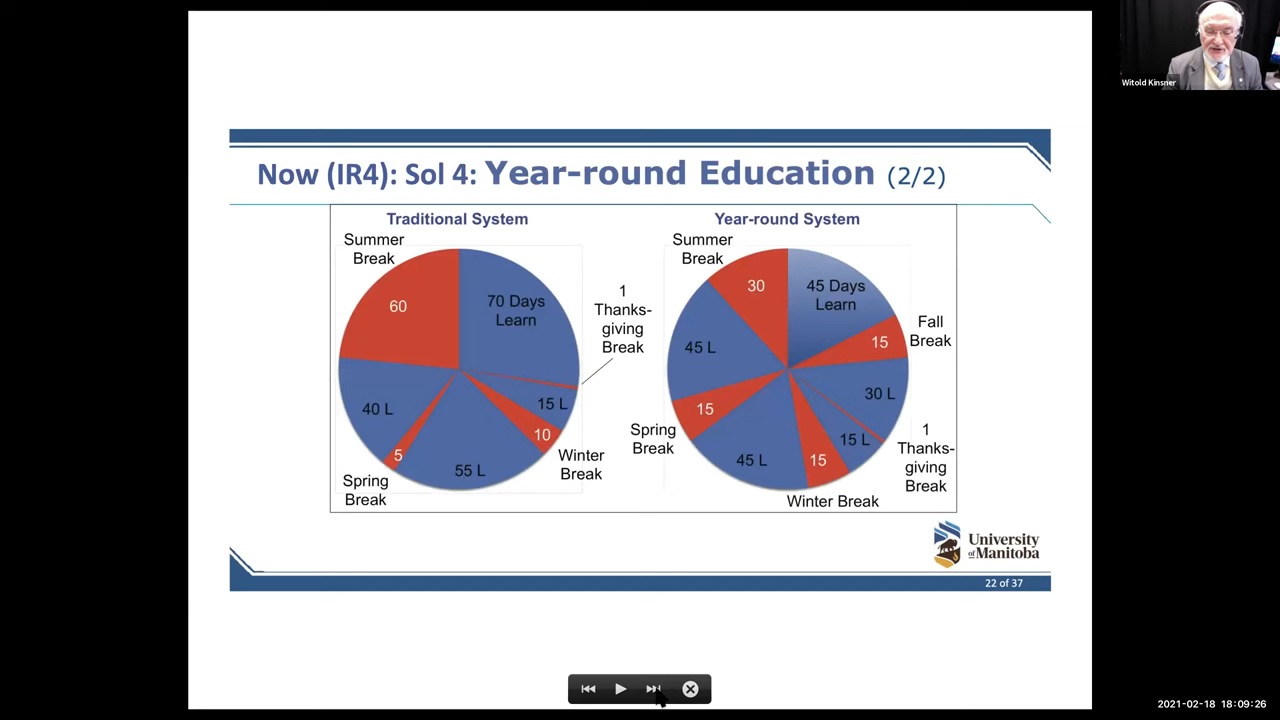 Witold Kinsner
Now (IR4): Sol 4: Year-round Education (2/2)
Traditional System
Summer
Break
60
70 Days
Learn
1
Thanks-
giving
Break
15 L
10
Winter
Break
55 L
5
Spring
Break
40 L
Year-round System
Summer
Break
30
45 Days
Learn
Fall
Break
15
30 L
1
Thanks-
giving
Break
15 L
15
Winter Break
45 L
15
Spring
Break
45 L
University
of Manitoba
22 of 37
2021-02-18 18:09:26